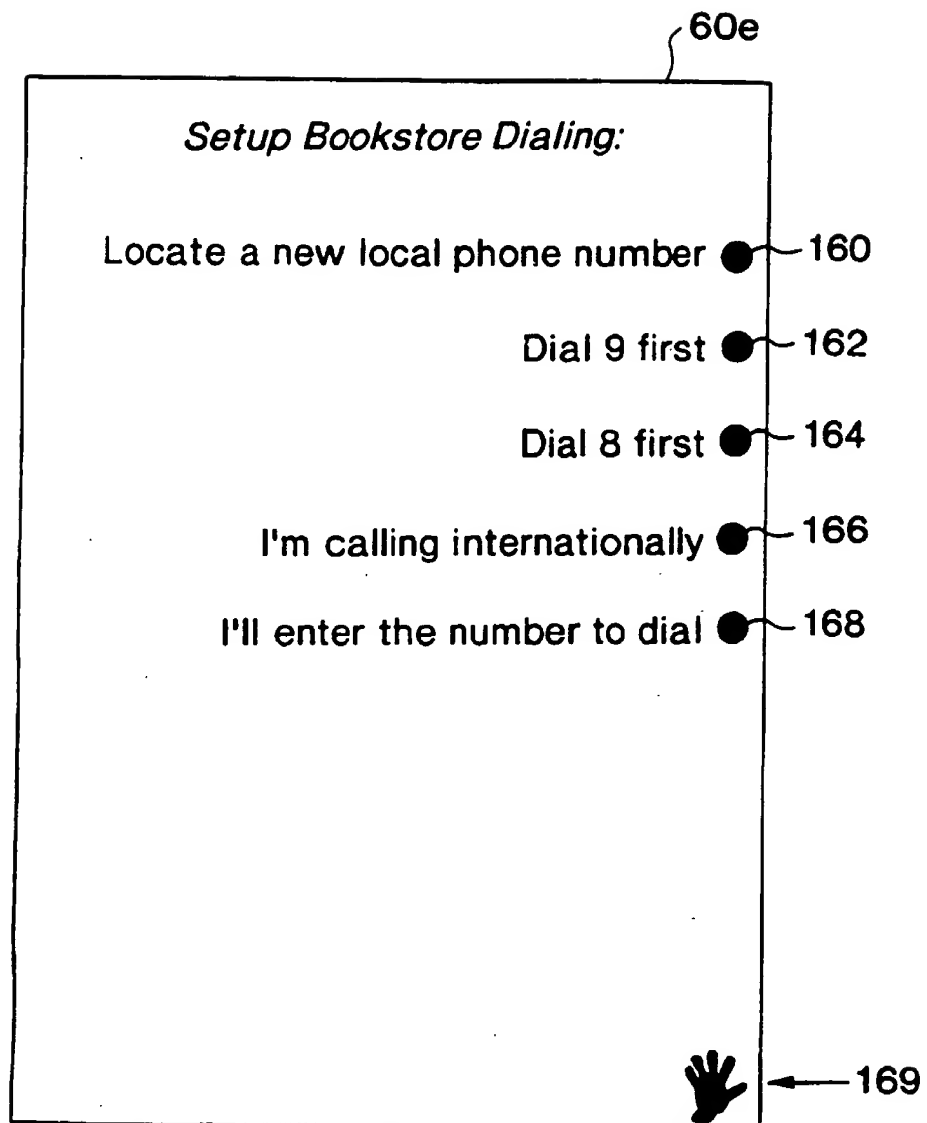 60e
Setup Bookstore Dialing:
Locate a new local phone number 160
Dial 9 first 162
Dial 8 first 164
I'm calling internationally 166
I'll enter the number to dial 168
169